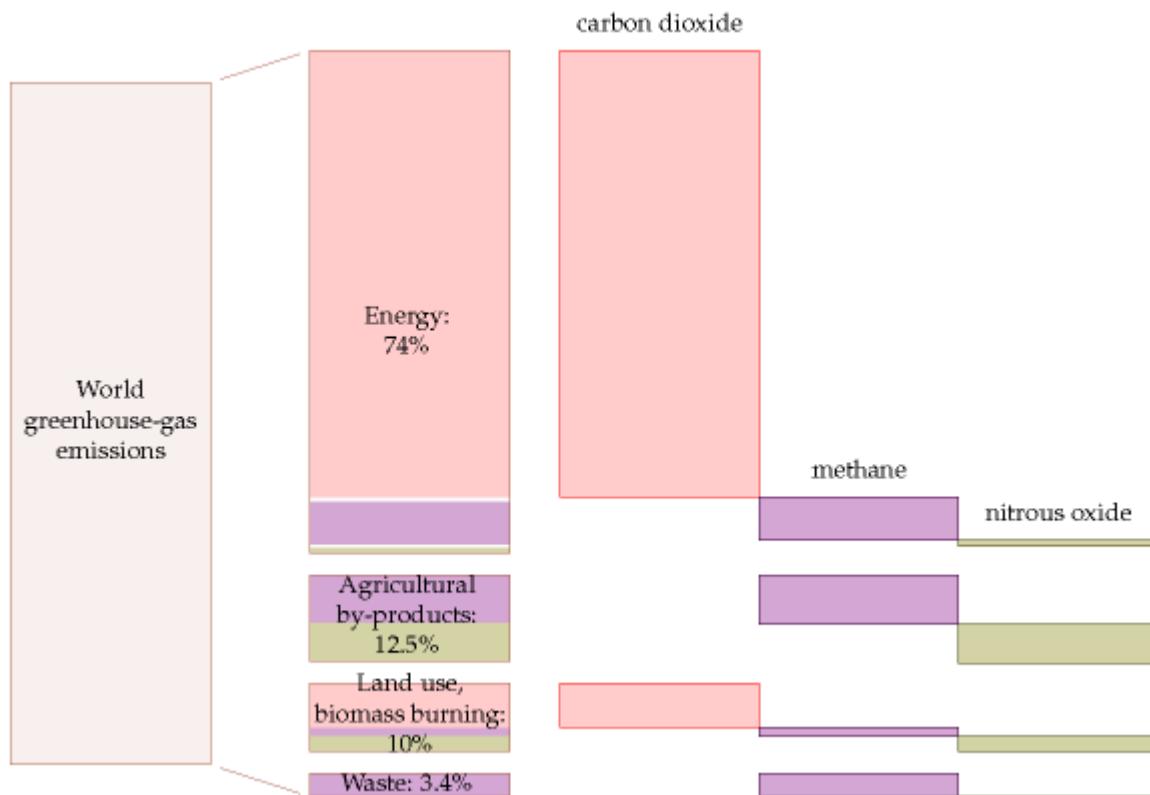 carbon dioxide
Energy:
74%
World
greenhouse-gas
emissions
methane
nitrous oxide
Agricultural
by-products:
12.5%
Land use,
biomass burning:
10%
Waste: 3.4%